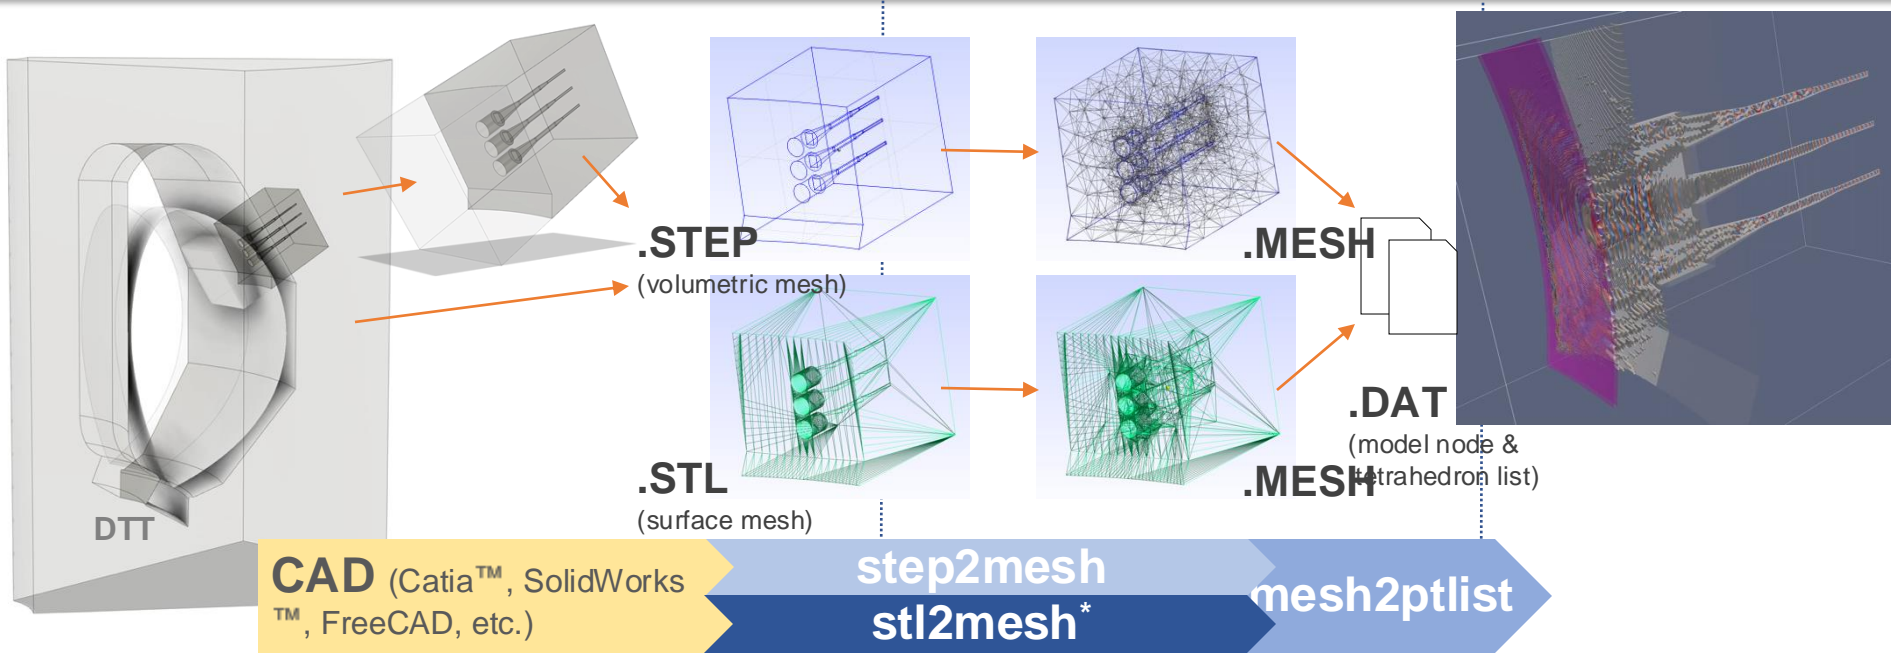 .STEP
(volumetric mesh)
.MESH
.STL
(surface mesh)
.MESH
.DAT
(model node &
tetrahedron list)
DTT
CAD (Catia™, SolidWorks
™, FreeCAD, etc.)
step2mesh
stl2mesh*
mesh2ptlist